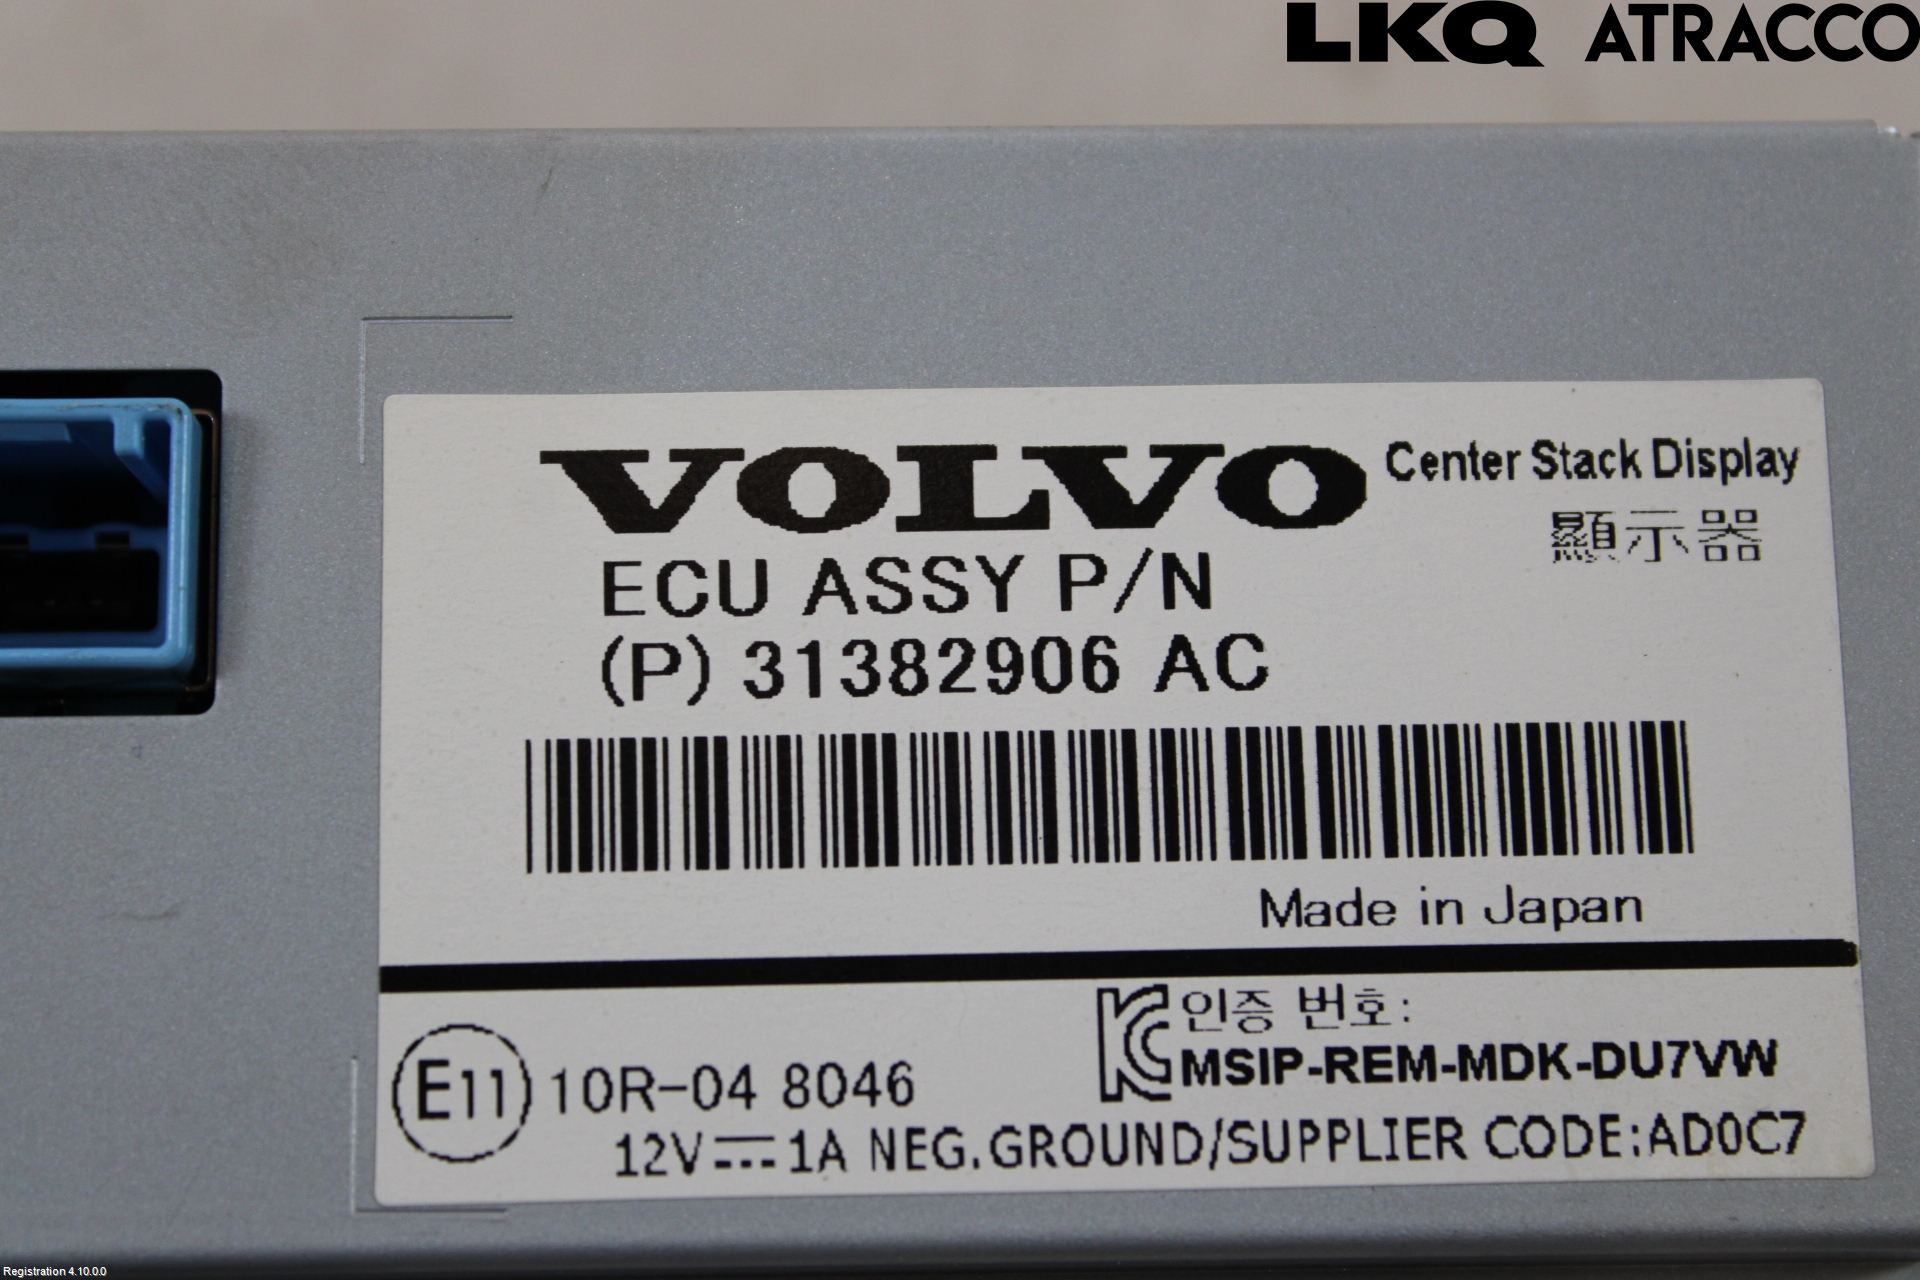 LKQ ATRACCO
VOLVO Center Stack Display
顯示器
ECU ASSY P/N
(P) 31382906 AC
Made in Japan
인증 번호:
MSIP-REM-MDK-DU7VW
E11 10R-04 8046
12V⎓1A NEG.GROUND/SUPPLIER CODE:AD0C7
Registration 4.10.0.0